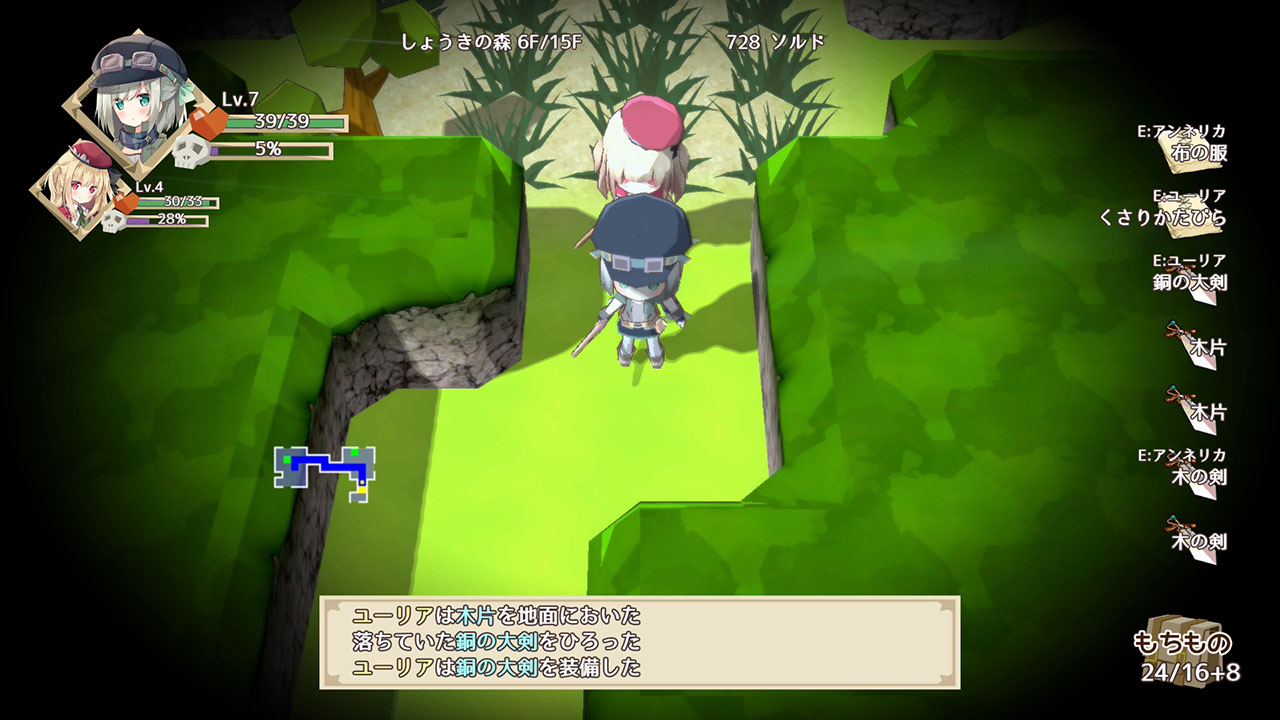 しょうきの森 6F/15F
728 ソルド
Lv.7
39/39
5%
Lv.4
30/33
28%
E:アンネリカ
布の服
E:ユーリア
くさりかたびら
E:ユーリア
銅の大剣
木片
木片
E:アンネリカ
木の剣
木の剣
ユーリアは木片を地面においた
落ちていた銅の大剣をひろった
ユーリアは銅の大剣を装備した
もちもの
24/16+8